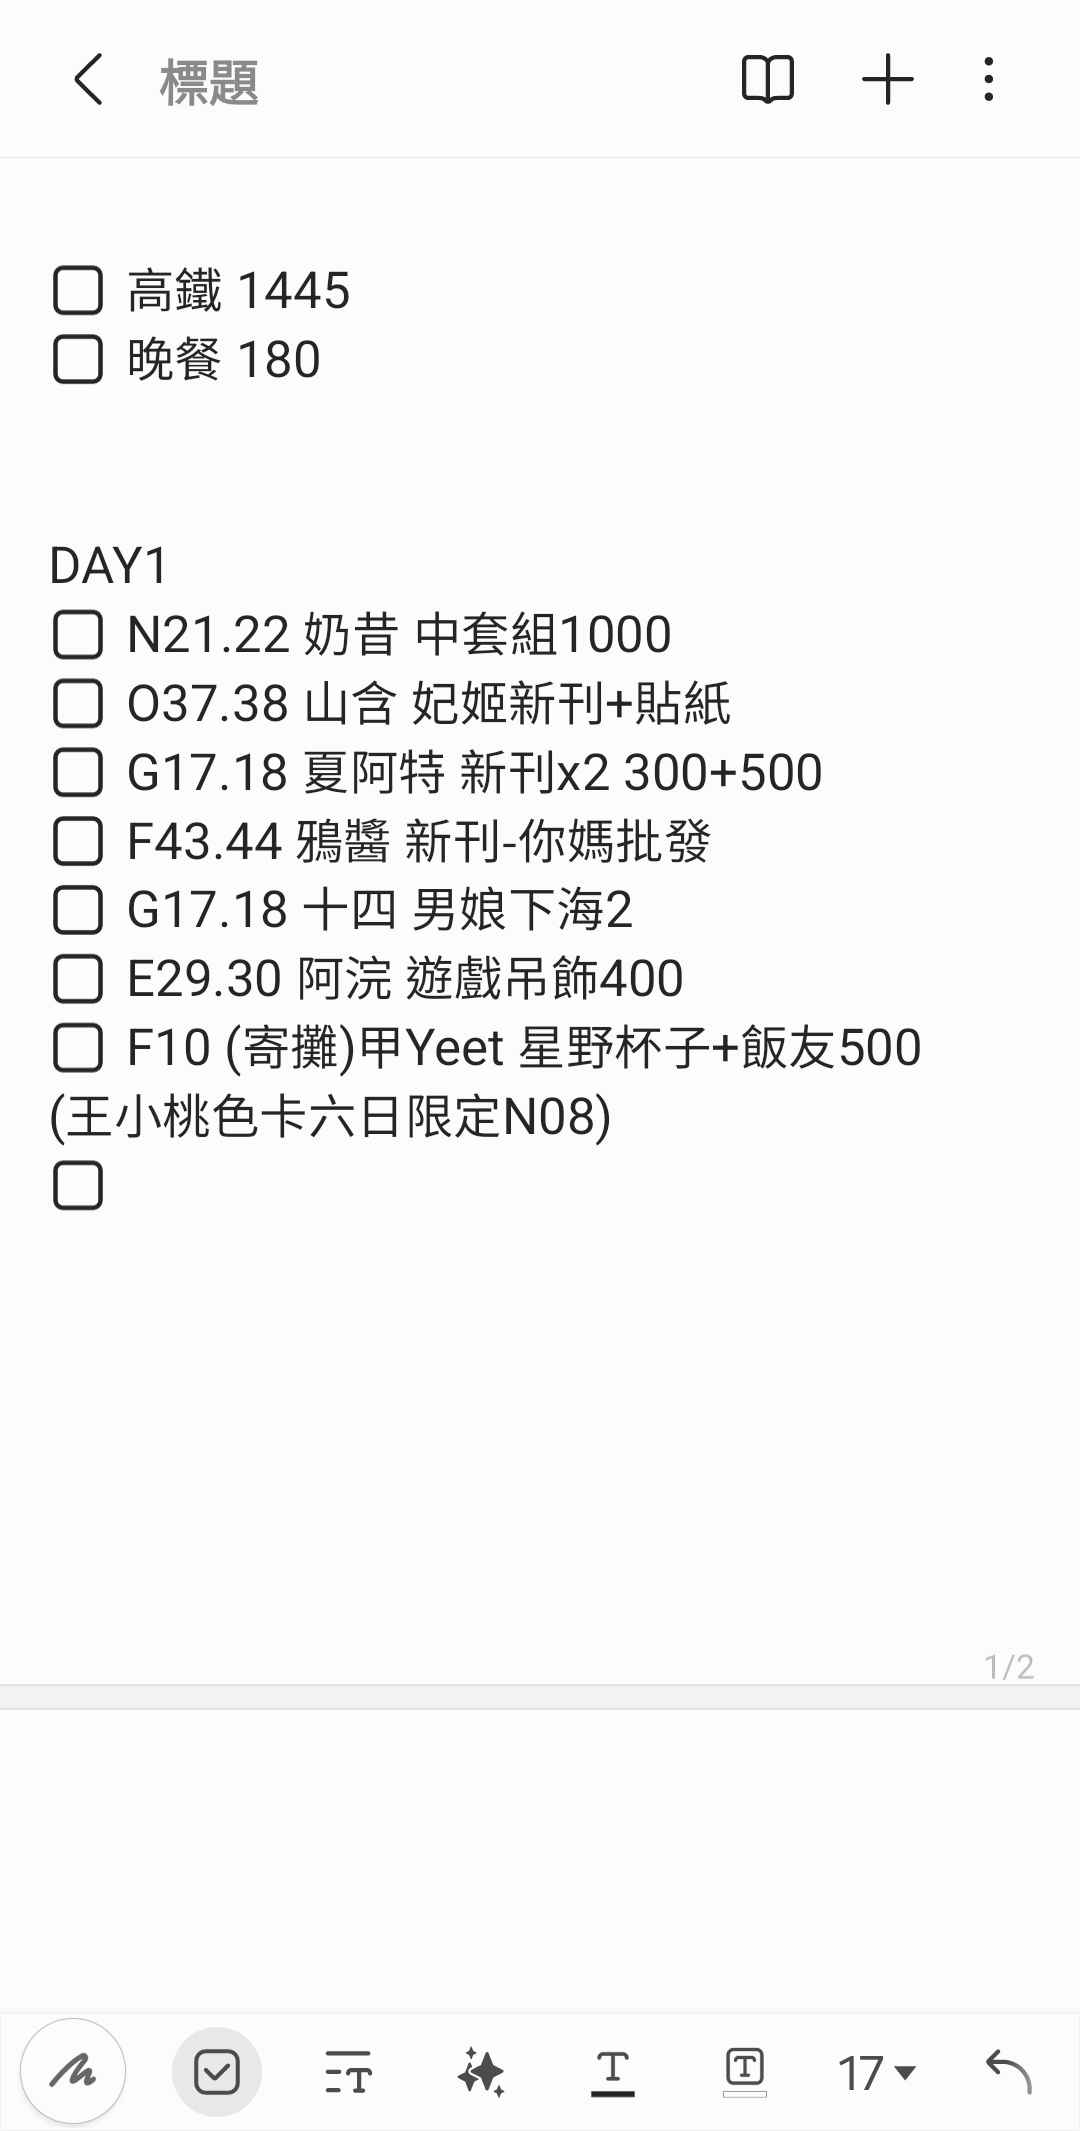 標題
高鐵 1445
晚餐 180
DAY1
N21.22 奶昔 中套組1000
O37.38 山含 妃姬新刊+貼紙
G17.18 夏阿特 新刊x2 300+500
F43.44 鴉醬 新刊-你媽批發
G17.18 十四 男娘下海2
E29.30 阿浣 遊戲吊飾400
F10 (寄攤)甲Yeet 星野杯子+飯友500
(王小桃色卡六日限定N08)
1/2
17